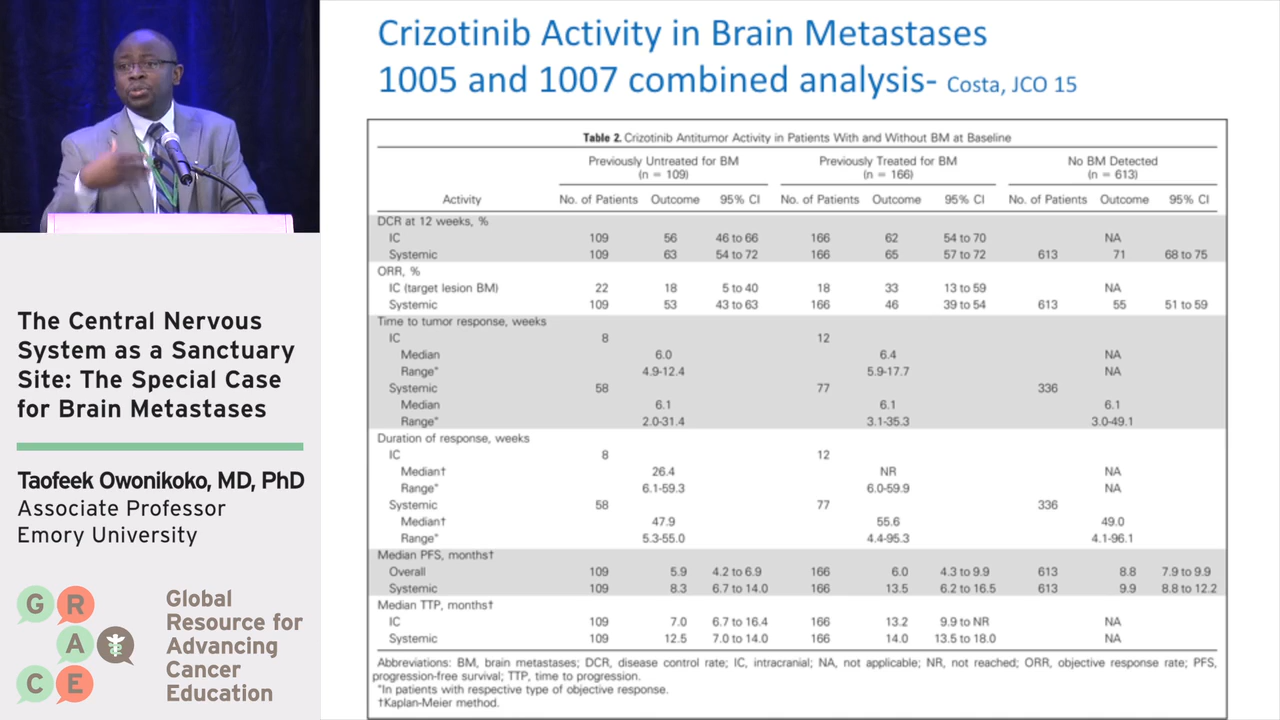 Crizotinib Activity in Brain Metastases
1005 and 1007 combined analysis- Costa, JCO 15
Table 2. Crizotinib Antitumor Activity in Patients With and Without BM at Baseline
Previously Untreated for BM Previously Treated for BM No BM Detected
(n = 109) (n = 166) (n = 613)
Activity No. of Patients Outcome 95% CI No. of Patients Outcome 95% CI No. of Patients Outcome 95% CI
DCR at 12 weeks, %
IC 109 56 46 to 66 166 62 54 to 70 NA
Systemic 109 63 54 to 72 166 65 57 to 72 613 71 68 to 75
ORR, %
IC (target lesion BM) 22 18 5 to 40 18 33 13 to 59 NA
Systemic 109 53 43 to 63 166 46 39 to 54 613 55 51 to 59
Time to tumor response, weeks
IC 8 12
Median 6.0 6.4 NA
Range* 4.9-12.4 5.9-17.7 NA
Systemic 58 77 336
Median 6.1 6.1 6.1
Range* 2.0-31.4 3.1-35.3 3.0-49.1
Duration of response, weeks
IC 8 12
Median† 26.4 NR NA
Range* 6.1-59.3 6.0-59.9 NA
Systemic 58 77 336
Median† 47.9 55.6 49.0
Range* 5.3-55.0 4.4-95.3 4.1-96.1
Median PFS, months†
Overall 109 5.9 4.2 to 6.9 166 6.0 4.3 to 9.9 613 8.8 7.9 to 9.9
Systemic 109 8.3 6.7 to 14.0 166 13.5 6.2 to 16.5 613 9.9 8.8 to 12.2
Median TTP, months†
IC 109 7.0 6.7 to 16.4 166 13.2 9.9 to NR NA
Systemic 109 12.5 7.0 to 14.0 166 14.0 13.5 to 18.0 NA
Abbreviations: BM, brain metastases; DCR, disease control rate; IC, intracranial; NA, not applicable; NR, not reached; ORR, objective response rate; PFS,
progression-free survival; TTP, time to progression.
*In patients with respective type of objective response.
†Kaplan-Meier method.
The Central Nervous
System as a Sanctuary
Site: The Special Case
for Brain Metastases
Taofeek Owonikoko, MD, PhD
Associate Professor
Emory University
G R
A
C E
Global
Resource for
Advancing
Cancer
Education